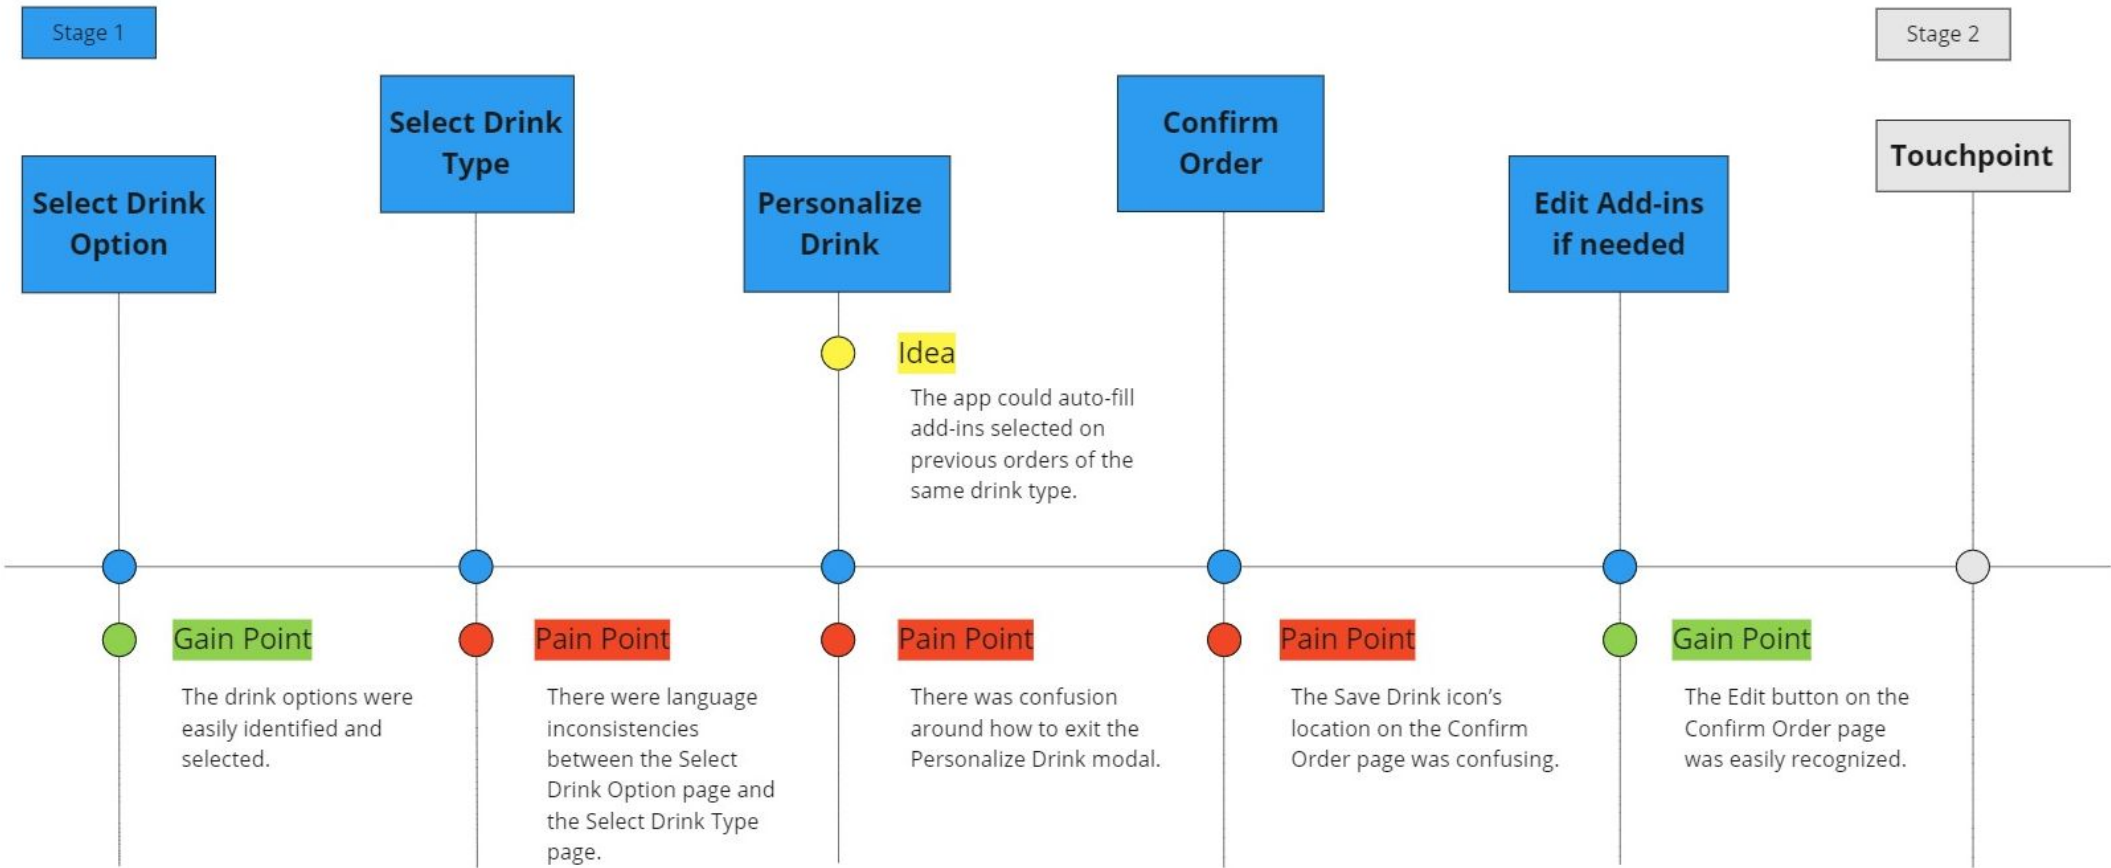 Stage 1
Stage 2
Select Drink
Option
Select Drink
Type
Personalize
Drink
Confirm
Order
Edit Add-ins
if needed
Touchpoint
Idea
The app could auto-fill
add-ins selected on
previous orders of the
same drink type.
Gain Point
The drink options were
easily identified and
selected.
Pain Point
There were language
inconsistencies
between the Select
Drink Option page and
the Select Drink Type
page.
Pain Point
There was confusion
around how to exit the
Personalize Drink modal.
Pain Point
The Save Drink icon’s
location on the Confirm
Order page was confusing.
Gain Point
The Edit button on the
Confirm Order page
was easily recognized.